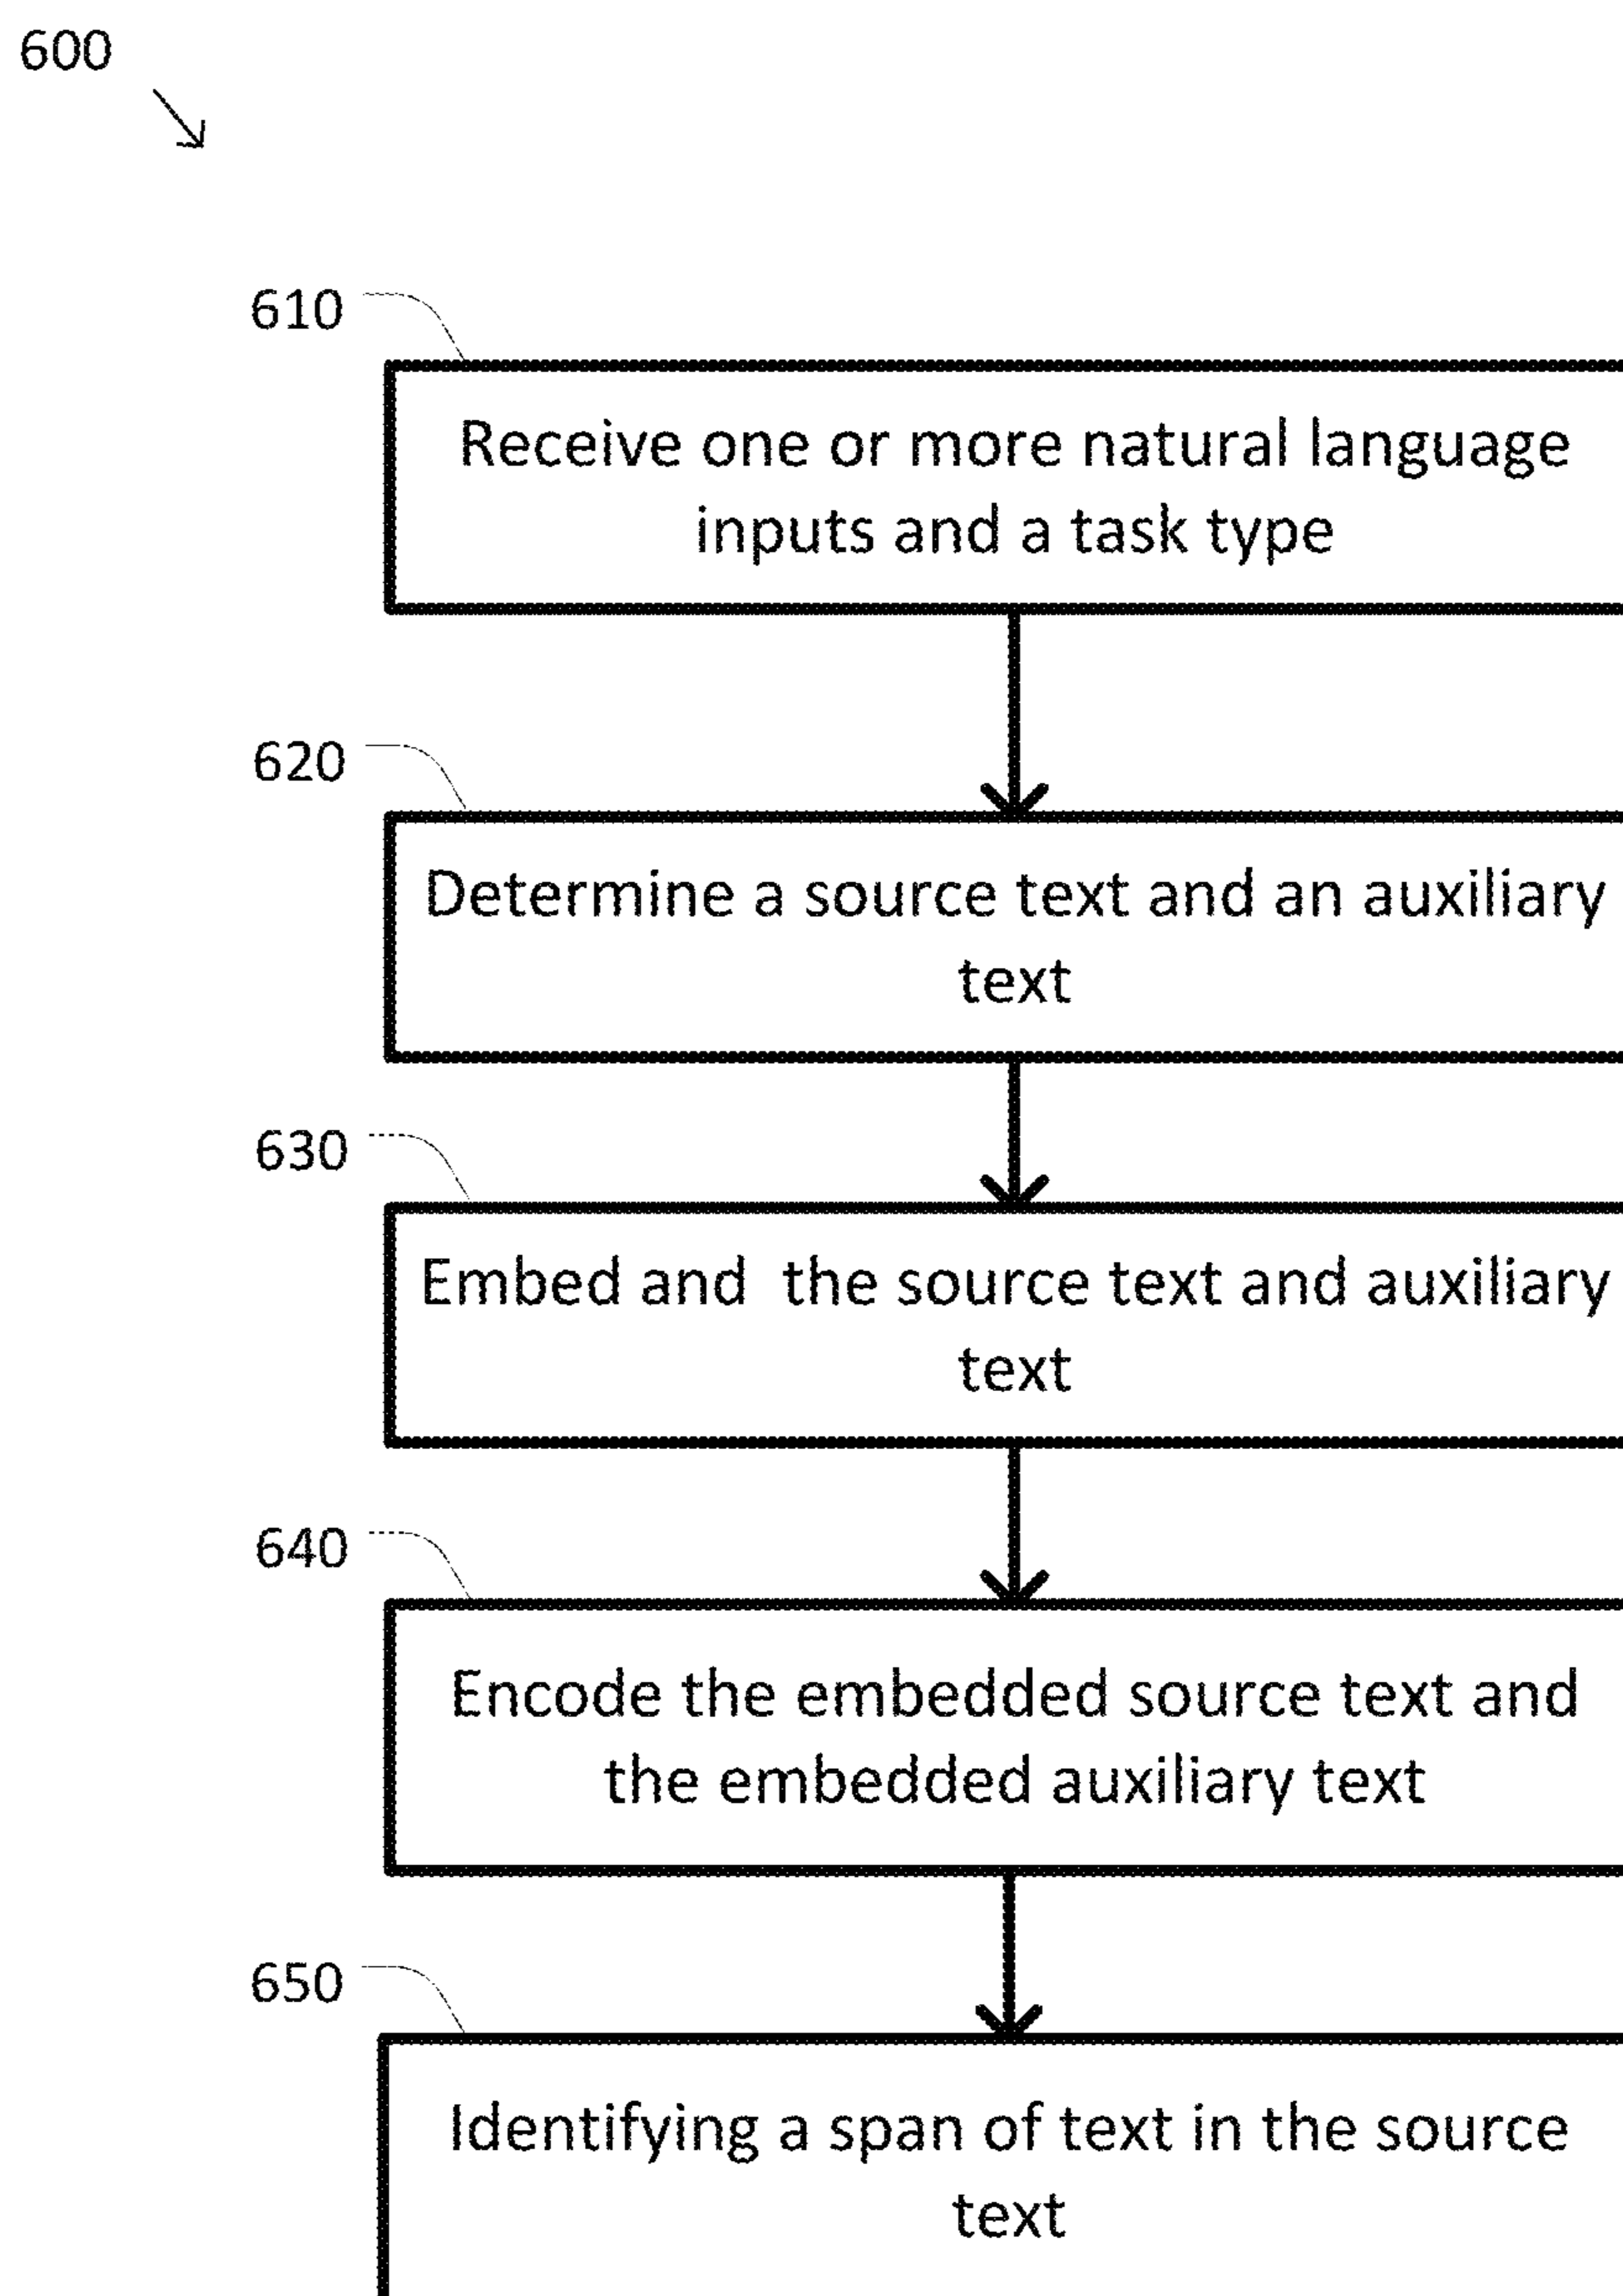 600
610
Receive one or more natural language
inputs and a task type
620
Determine a source text and an auxiliary
text
630
Embed and  the source text and auxiliary
text
640
Encode the embedded source text and
the embedded auxiliary text
650
Identifying a span of text in the source
text